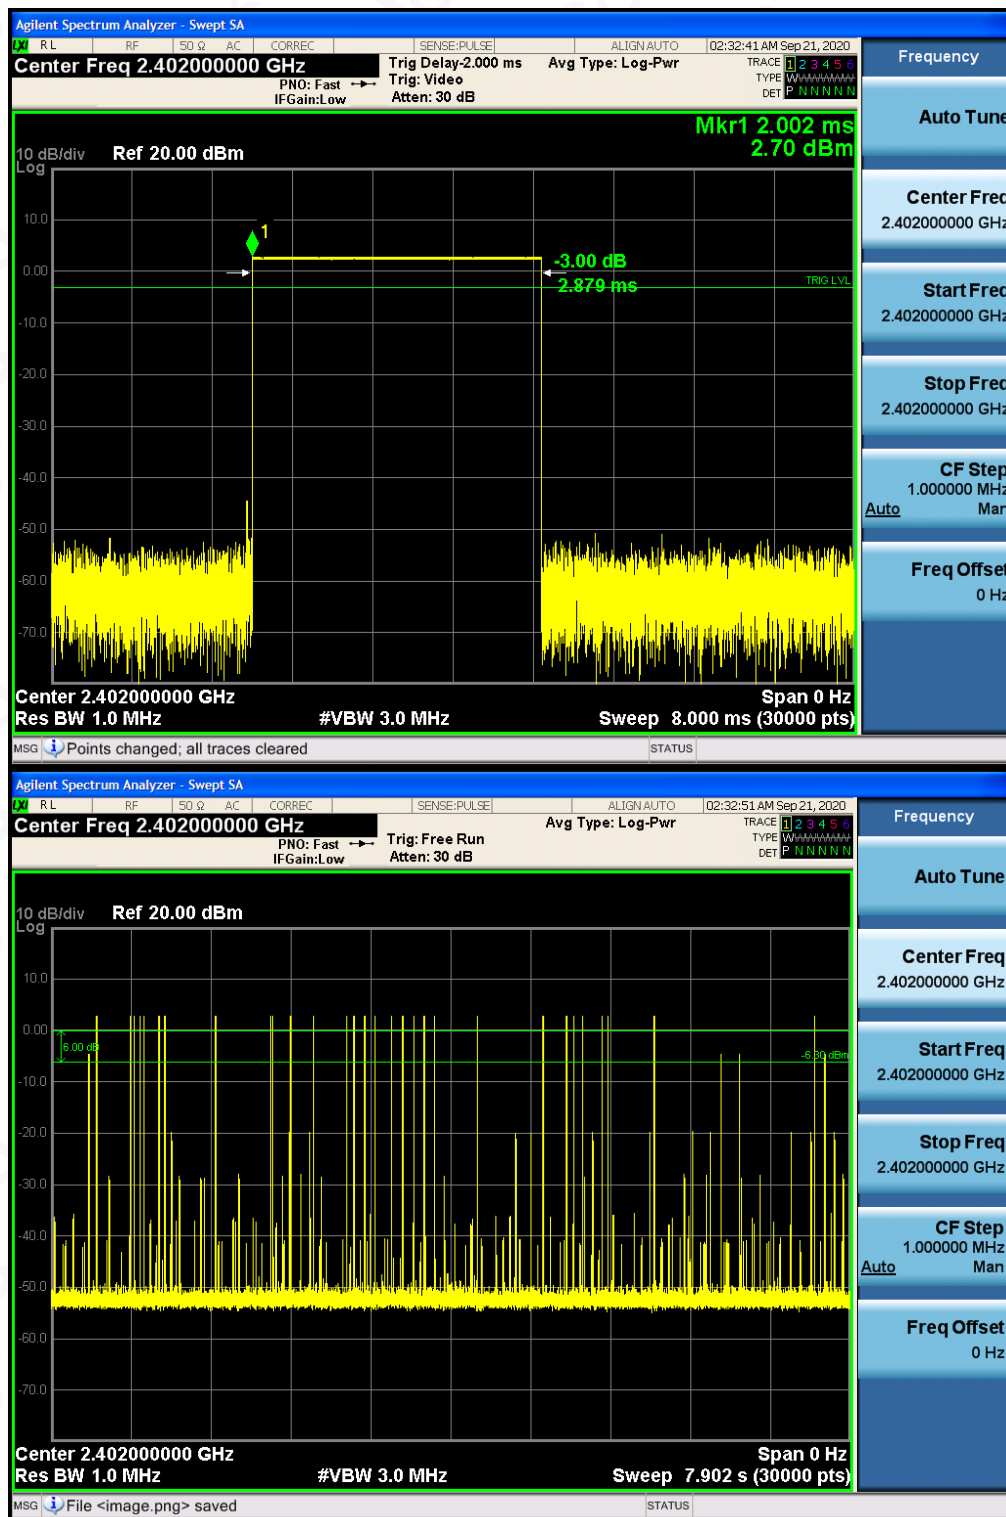 Agilent Spectrum Analyzer - Swept SA
LXI RL RF 50 Ω AC CORREC SENSE:PULSE ALIGN AUTO 02:32:41 AM Sep 21, 2020
Center Freq 2.402000000 GHz
PNO: Fast
IFGain:Low
Trig Delay-2.000 ms
Trig: Video
Atten: 30 dB
Avg Type: Log-Pwr
TRACE 1 2 3 4 5 6
TYPE W
DET P N N N N N
Mkr1 2.002 ms
2.70 dBm
10 dB/div Ref 20.00 dBm
Log
10.0
1
-3.00 dB
0.00
2.879 ms
TRIG LVL
-10.0
-20.0
-30.0
-40.0
-50.0
-60.0
-70.0
Center 2.402000000 GHz Span 0 Hz
Res BW 1.0 MHz #VBW 3.0 MHz Sweep 8.000 ms (30000 pts)
MSG Points changed; all traces cleared STATUS
Frequency
Auto Tune
Center Freq
2.402000000 GHz
Start Freq
2.402000000 GHz
Stop Freq
2.402000000 GHz
CF Step
1.000000 MHz
Auto Man
Freq Offset
0 Hz
Agilent Spectrum Analyzer - Swept SA
LXI RL RF 50 Ω AC CORREC SENSE:PULSE ALIGN AUTO 02:32:51 AM Sep 21, 2020
Center Freq 2.402000000 GHz
PNO: Fast
IFGain:Low
Trig: Free Run
Atten: 30 dB
Avg Type: Log-Pwr
TRACE 1 2 3 4 5 6
TYPE W
DET P N N N N N
10 dB/div Ref 20.00 dBm
Log
10.0
0.00
6.00 dB
-6.30 dBm
-10.0
-20.0
-30.0
-40.0
-50.0
-60.0
-70.0
Center 2.402000000 GHz Span 0 Hz
Res BW 1.0 MHz #VBW 3.0 MHz Sweep 7.902 s (30000 pts)
MSG File <image.png> saved STATUS
Frequency
Auto Tune
Center Freq
2.402000000 GHz
Start Freq
2.402000000 GHz
Stop Freq
2.402000000 GHz
CF Step
1.000000 MHz
Auto Man
Freq Offset
0 Hz